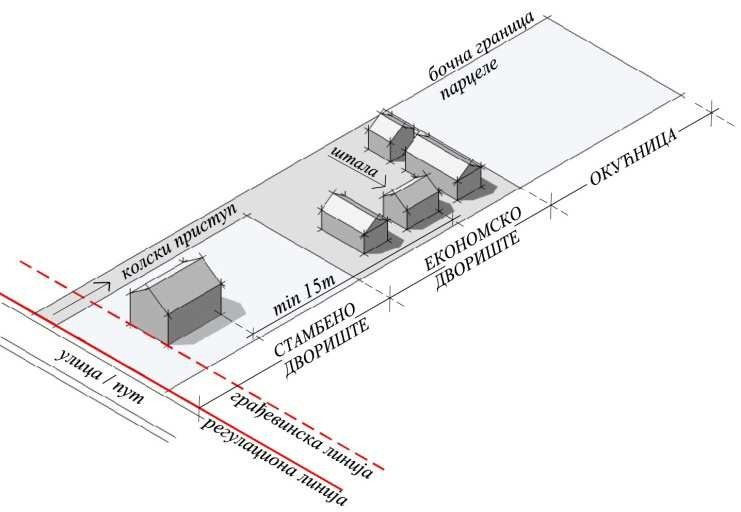 бочна граница
парцеле
штала
ОКУЋНИЦА
колски приступ
ЕКОНОМСКО
ДВОРИШТЕ
min 15m
СТАМБЕНО
ДВОРИШТЕ
улица / пут
грађевинска линија
регулациона линија